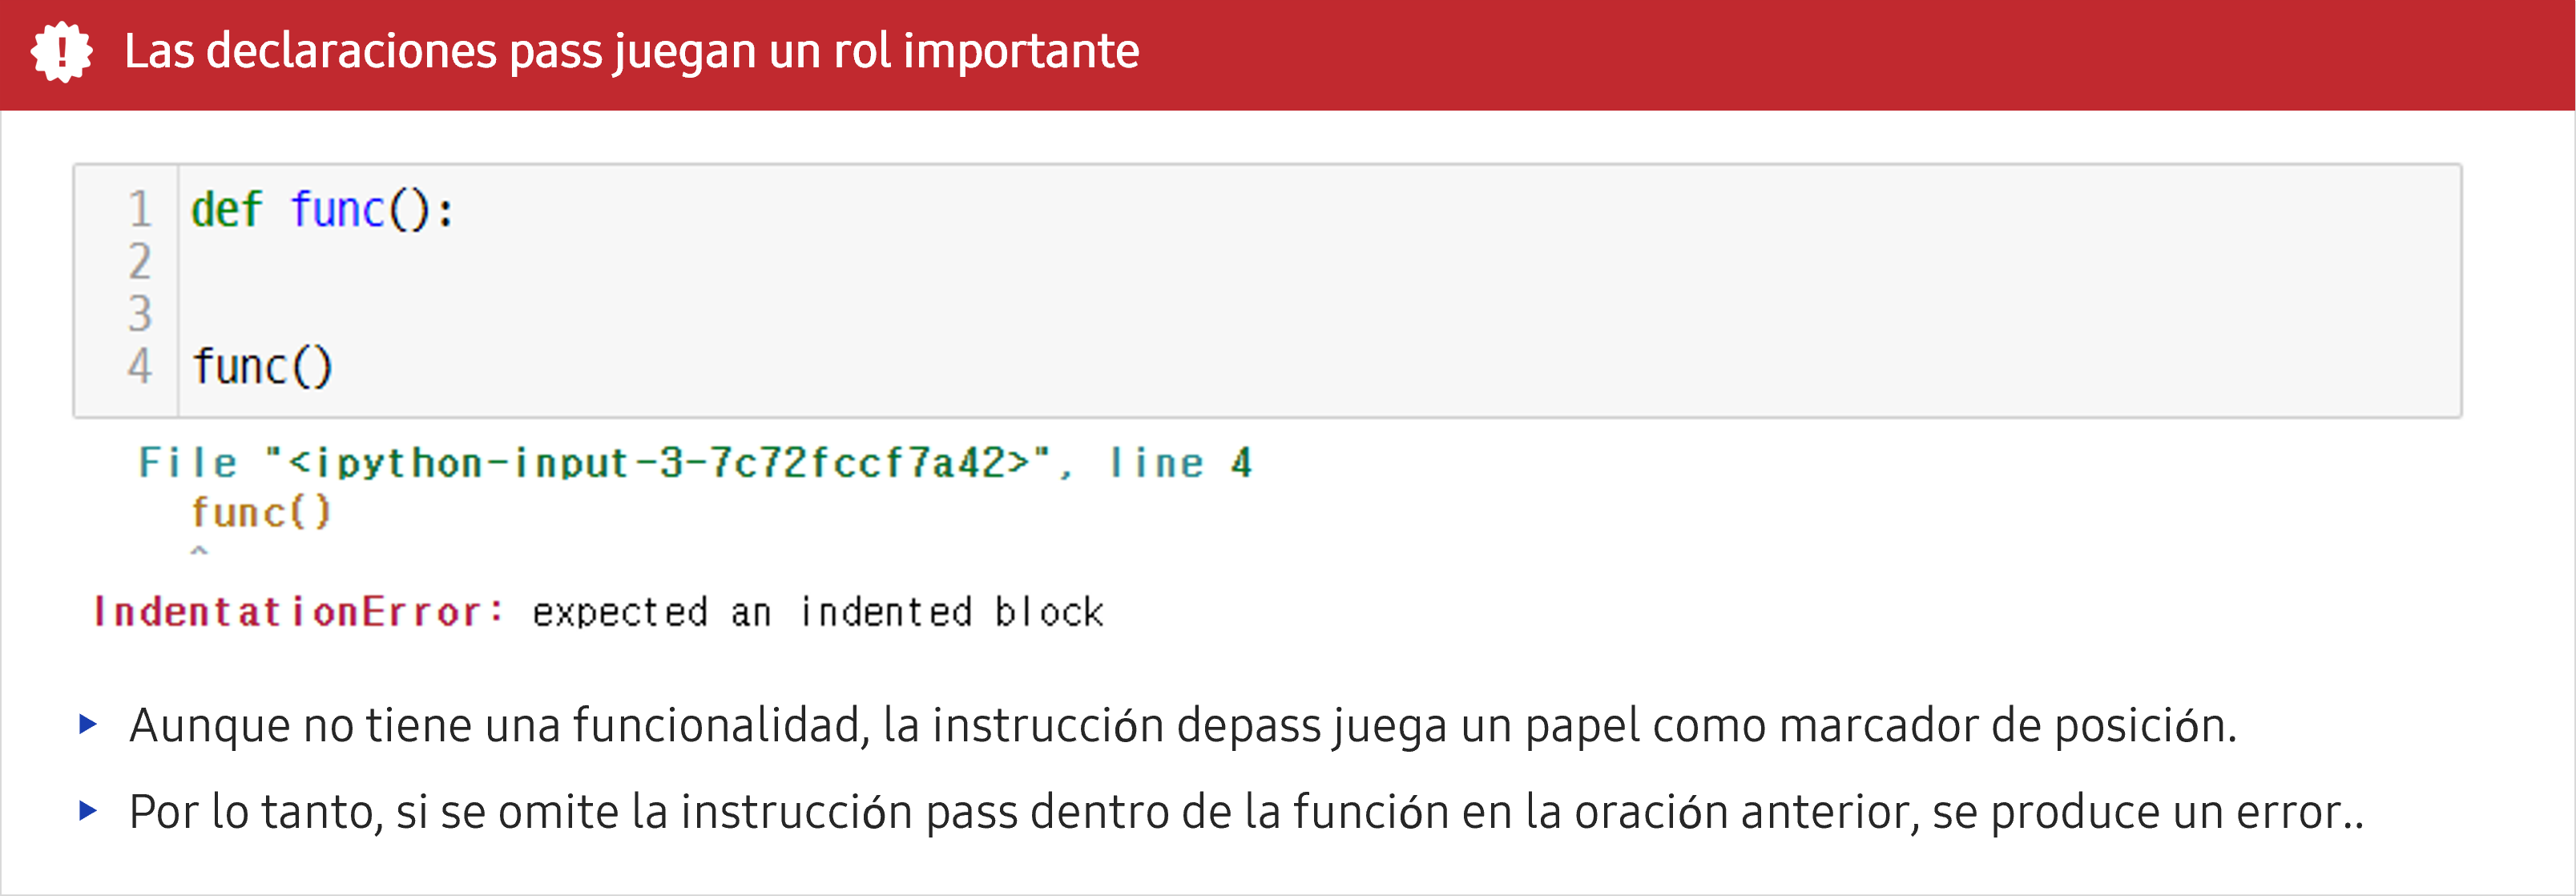 ! Las declaraciones pass juegan un rol importante
1 def func():
2
3
4 func()
File "<ipython-input-3-7c72fccf7a42>", line 4
func()
^
IndentationError: expected an indented block
Aunque no tiene una funcionalidad, la instrucción depass juega un papel como marcador de posición.
Por lo tanto, si se omite la instrucción pass dentro de la función en la oración anterior, se produce un error..